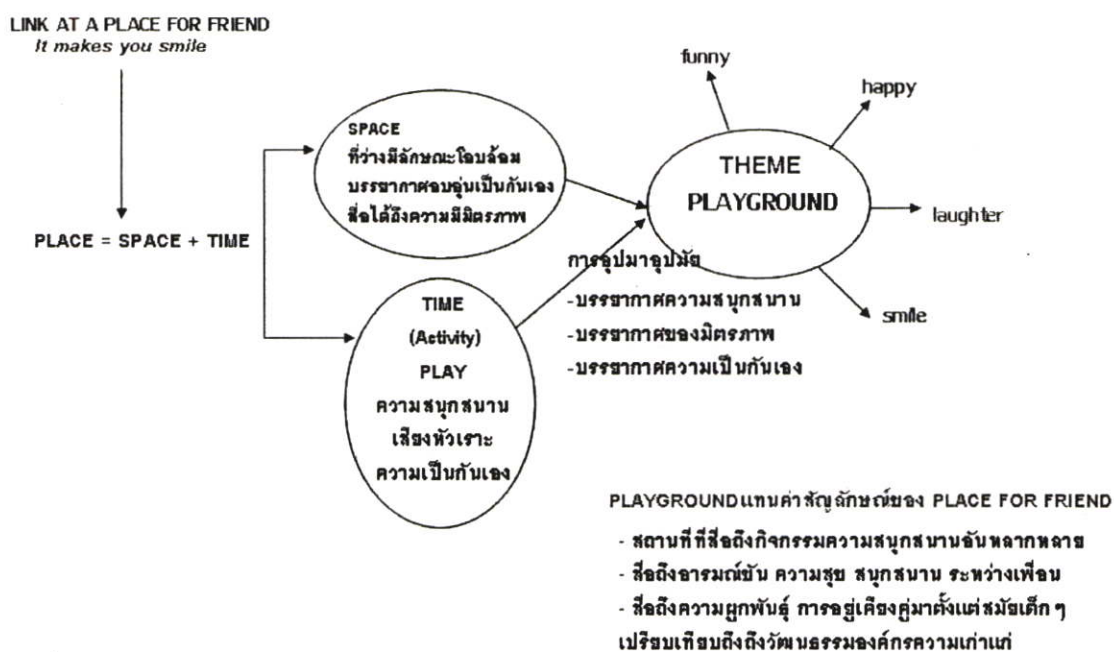 LINK AT A PLACE FOR FRIEND
It makes you smile
PLACE = SPACE + TIME
SPACE
ที่ว่างมีลักษณะโอบล้อม
บรรยากาศอบอุ่นเป็นกันเอง
สื่อได้ถึงความมีมิตรภาพ
TIME
(Activity)
PLAY
ความสนุกสนาน
เสียงหัวเราะ
ความเป็นกันเอง
การอุปมาอุปมัย
-บรรยากาศความสนุกสนาน
-บรรยากาศของมิตรภาพ
-บรรยากาศความเป็นกันเอง
THEME
PLAYGROUND
funny
happy
laughter
smile
PLAYGROUNDแทนค่าสัญลักษณ์ของ PLACE FOR FRIEND
- สถานที่ที่สื่อถึงกิจกรรมความสนุกสนานอันหลากหลาย
- สื่อถึงอารมณ์ขัน ความสุข สนุกสนาน ระหว่างเพื่อน
- สื่อถึงความผูกพันธุ์ การอยู่เคียงคู่มาตั้งแต่สมัยเด็กๆ
เปรียบเทียบถึงถึงวัฒนธรรมองค์กรความเก่าแก่